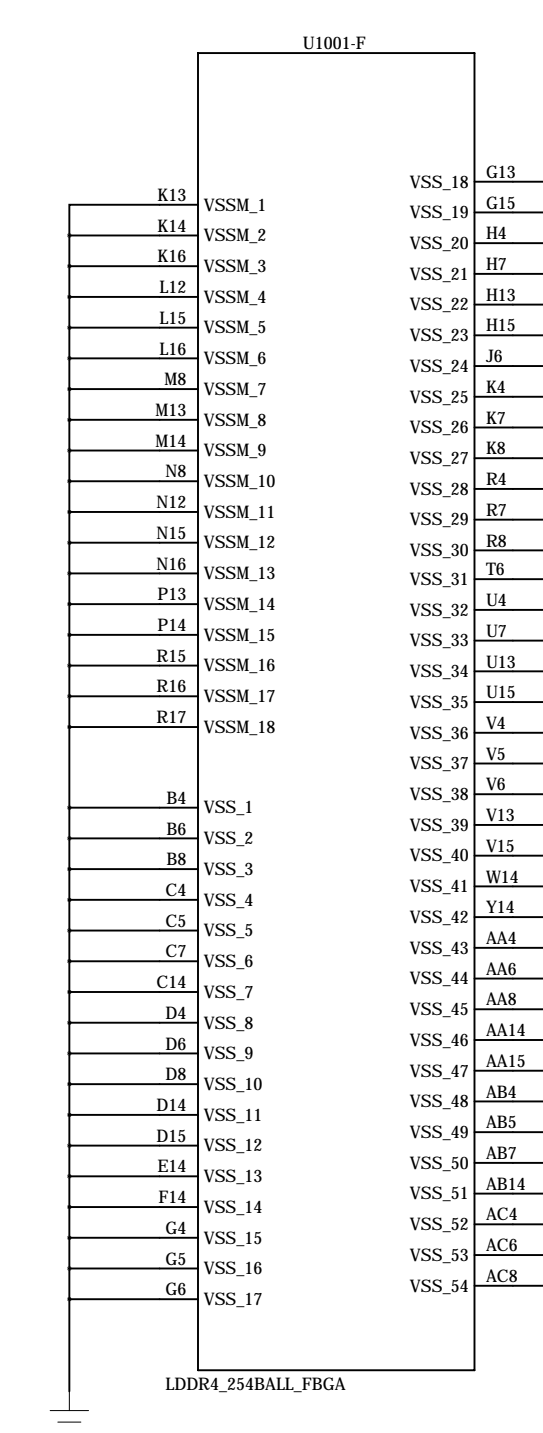 U1001-F
K13 VSSM_1
K14 VSSM_2
K16 VSSM_3
L12 VSSM_4
L15 VSSM_5
L16 VSSM_6
M8 VSSM_7
M13 VSSM_8
M14 VSSM_9
N8 VSSM_10
N12 VSSM_11
N15 VSSM_12
N16 VSSM_13
P13 VSSM_14
P14 VSSM_15
R15 VSSM_16
R16 VSSM_17
R17 VSSM_18
B4 VSS_1
B6 VSS_2
B8 VSS_3
C4 VSS_4
C5 VSS_5
C7 VSS_6
C14 VSS_7
D4 VSS_8
D6 VSS_9
D8 VSS_10
D14 VSS_11
D15 VSS_12
E14 VSS_13
F14 VSS_14
G4 VSS_15
G5 VSS_16
G6 VSS_17
VSS_18 G13
VSS_19 G15
VSS_20 H4
VSS_21 H7
VSS_22 H13
VSS_23 H15
VSS_24 J6
VSS_25 K4
VSS_26 K7
VSS_27 K8
VSS_28 R4
VSS_29 R7
VSS_30 R8
VSS_31 T6
VSS_32 U4
VSS_33 U7
VSS_34 U13
VSS_35 U15
VSS_36 V4
VSS_37 V5
VSS_38 V6
VSS_39 V13
VSS_40 V15
VSS_41 W14
VSS_42 Y14
VSS_43 AA4
VSS_44 AA6
VSS_45 AA8
VSS_46 AA14
VSS_47 AA15
VSS_48 AB4
VSS_49 AB5
VSS_50 AB7
VSS_51 AB14
VSS_52 AC4
VSS_53 AC6
VSS_54 AC8
LDDR4_254BALL_FBGA